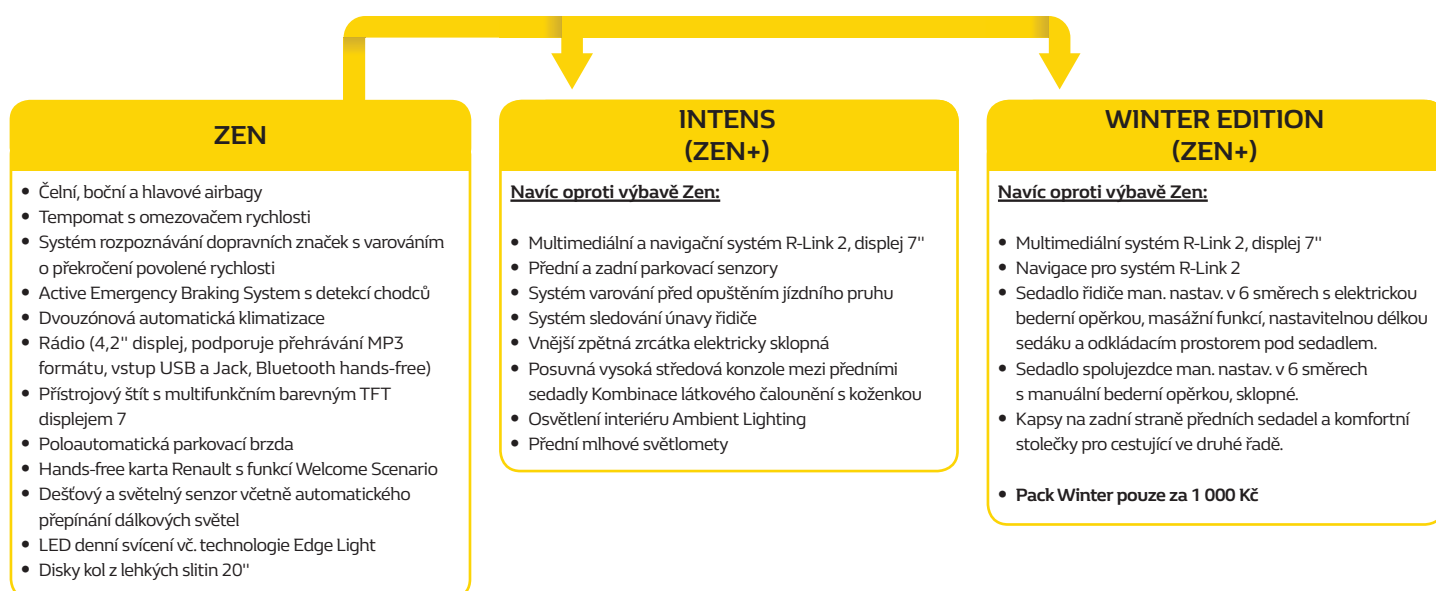 ZEN
• Čelní, boční a hlavové airbagy
• Tempomat s omezovačem rychlosti
• Systém rozpoznávání dopravních značek s varováním
o překročení povolené rychlosti
• Active Emergency Braking System s detekcí chodců
• Dvouzónová automatická klimatizace
• Rádio (4,2'' displej, podporuje přehrávání MP3
formátu, vstup USB a Jack, Bluetooth hands-free)
• Přístrojový štít s multifunkčním barevným TFT
displejem 7
• Poloautomatická parkovací brzda
• Hands-free karta Renault s funkcí Welcome Scenario
• Dešťový a světelný senzor včetně automatického
přepínání dálkových světel
• LED denní svícení vč. technologie Edge Light
• Disky kol z lehkých slitin 20''
INTENS
(ZEN+)
Navíc oproti výbavě Zen:
• Multimediální a navigační systém R-Link 2, displej 7''
• Přední a zadní parkovací senzory
• Systém varování před opuštěním jízdního pruhu
• Systém sledování únavy řidiče
• Vnější zpětná zrcátka elektricky sklopná
• Posuvná vysoká středová konzole mezi předními
sedadly Kombinace látkového čalounění s koženkou
• Osvětlení interiéru Ambient Lighting
• Přední mlhové světlomety
WINTER EDITION
(ZEN+)
Navíc oproti výbavě Zen:
• Multimediální systém R-Link 2, displej 7''
• Navigace pro systém R-Link 2
• Sedadlo řidiče man. nastav. v 6 směrech s elektrickou
bederní opěrkou, masážní funkcí, nastavitelnou délkou
sedáku a odkládacím prostorem pod sedadlem.
• Sedadlo spolujezdce man. nastav. v 6 směrech
s manuální bederní opěrkou, sklopné.
• Kapsy na zadní straně předních sedadel a komfortní
stolečky pro cestující ve druhé řadě.
• Pack Winter pouze za 1 000 Kč